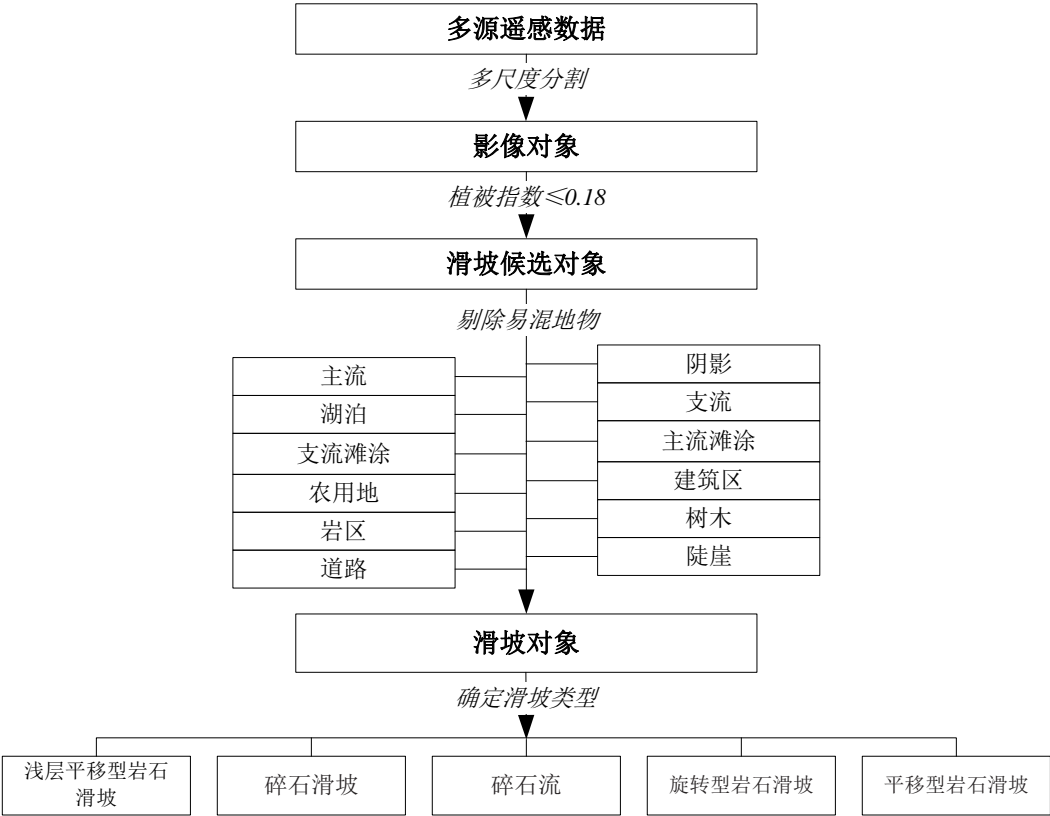 多源遥感数据
多尺度分割
影像对象
植被指数≤0.18
滑坡候选对象
剔除易混地物
主流
湖泊
支流滩涂
农用地
岩区
道路
阴影
支流
主流滩涂
建筑区
树木
陡崖
滑坡对象
确定滑坡类型
浅层平移型岩石
滑坡
碎石滑坡
碎石流
旋转型岩石滑坡
平移型岩石滑坡